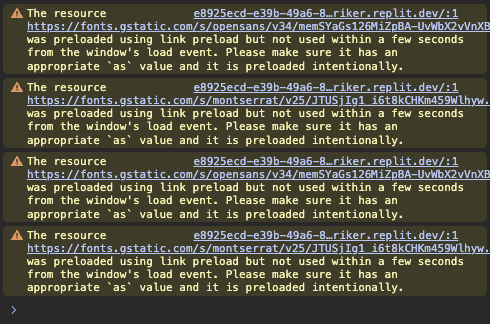 The resource e8925ecd-e39b-49a6-8…riker.replit.dev/:1
https://fonts.gstatic.com/s/opensans/v34/memSYaGs126MiZpBA-UvWbX2vVnXB
was preloaded using link preload but not used within a few seconds
from the window's load event. Please make sure it has an
appropriate `as` value and it is preloaded intentionally.
The resource e8925ecd-e39b-49a6-8…riker.replit.dev/:1
https://fonts.gstatic.com/s/montserrat/v25/JTUSjIg1_i6t8kCHKm459Wlhyw.
was preloaded using link preload but not used within a few seconds
from the window's load event. Please make sure it has an
appropriate `as` value and it is preloaded intentionally.
The resource e8925ecd-e39b-49a6-8…riker.replit.dev/:1
https://fonts.gstatic.com/s/opensans/v34/memSYaGs126MiZpBA-UvWbX2vVnXB
was preloaded using link preload but not used within a few seconds
from the window's load event. Please make sure it has an
appropriate `as` value and it is preloaded intentionally.
The resource e8925ecd-e39b-49a6-8…riker.replit.dev/:1
https://fonts.gstatic.com/s/montserrat/v25/JTUSjIg1_i6t8kCHKm459Wlhyw.
was preloaded using link preload but not used within a few seconds
from the window's load event. Please make sure it has an
appropriate `as` value and it is preloaded intentionally.